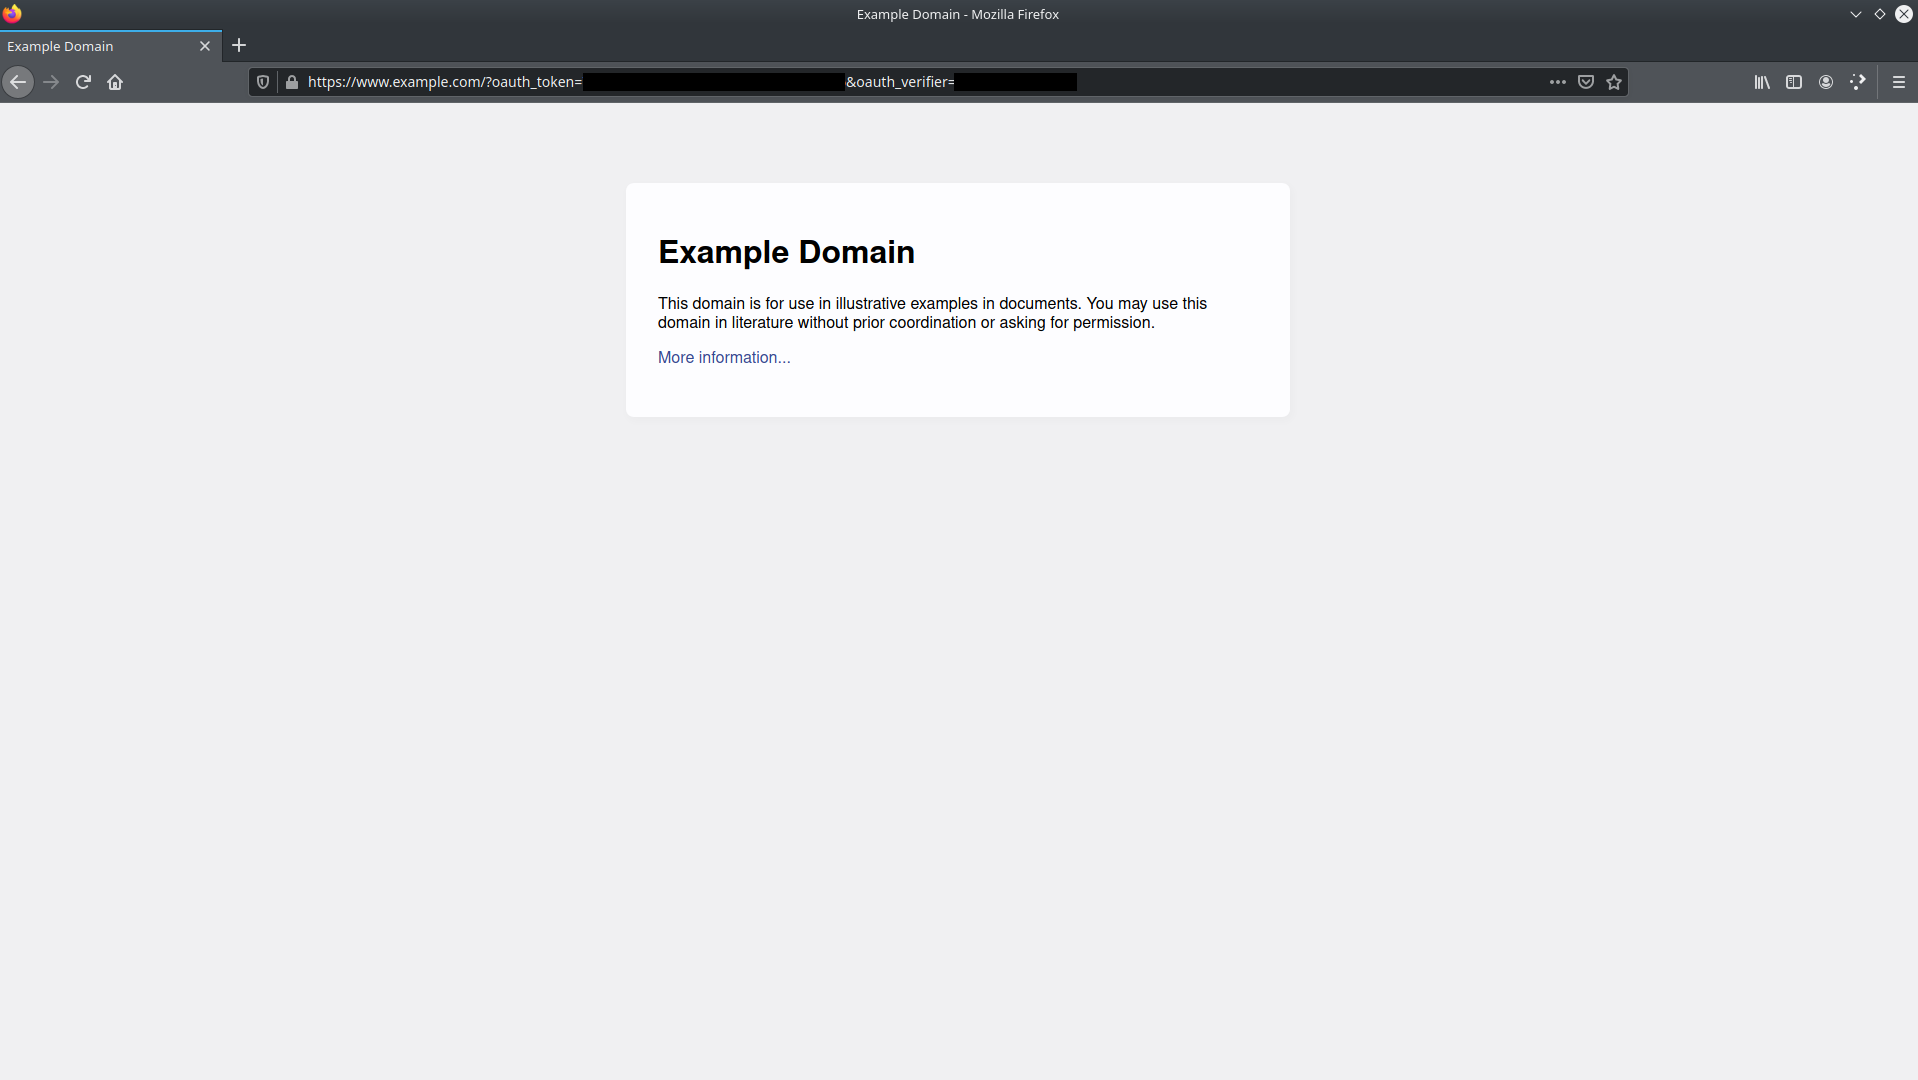 Example Domain - Mozilla Firefox
Example Domain
https://www.example.com/?oauth_token= &oauth_verifier=
Example Domain
This domain is for use in illustrative examples in documents. You may use this
domain in literature without prior coordination or asking for permission.
More information...